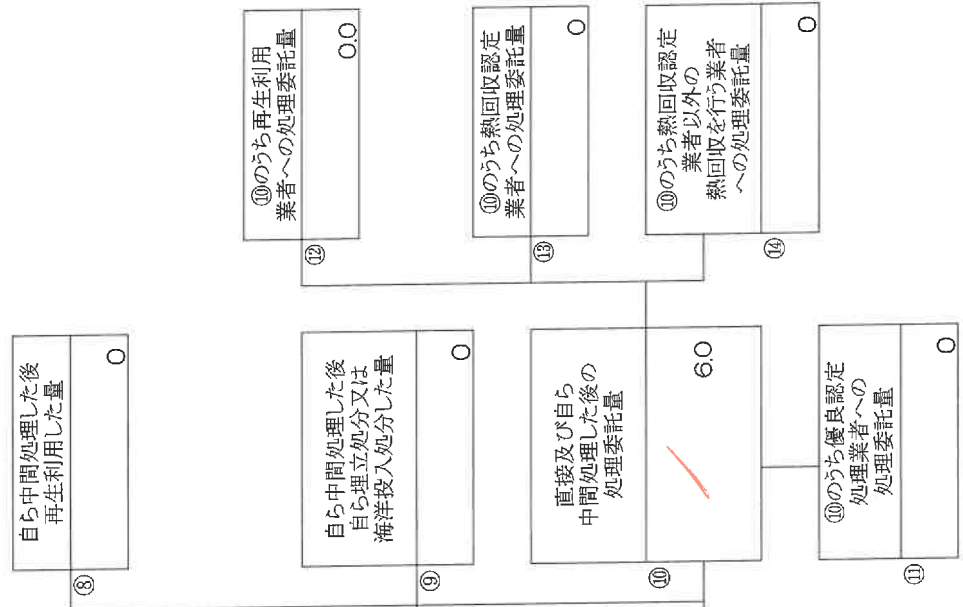 ⑧
自ら中間処理した後
再生利用した量
0
⑨
自ら中間処理した後
自ら埋立処分又は
海洋投入処分した量
0
⑩
直接及び自ら
中間処理した後の
処理委託量
6.0
⑪
⑩のうち優良認定
処理業者への
処理委託量
0
⑫
⑩のうち再生利用
業者への処理委託量
0.0
⑬
⑩のうち熱回収認定
業者への処理委託量
0
⑭
⑩のうち熱回収認定
業者以外の
熱回収を行う業者
への処理委託量
0